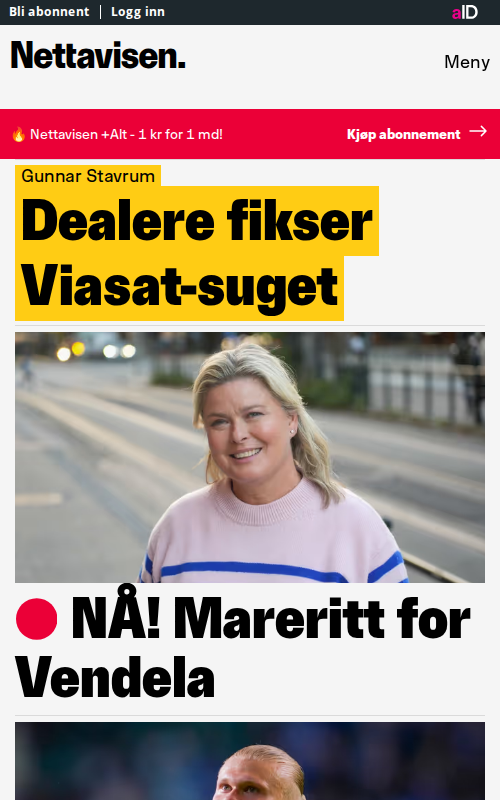 Bli abonnent
Logg inn
aID
Nettavisen.
Meny
Nettavisen +Alt - 1 kr for 1 md!
Kjøp abonnement
Gunnar Stavrum
Dealere fikser
Viasat-suget
NÅ! Mareritt for
Vendela